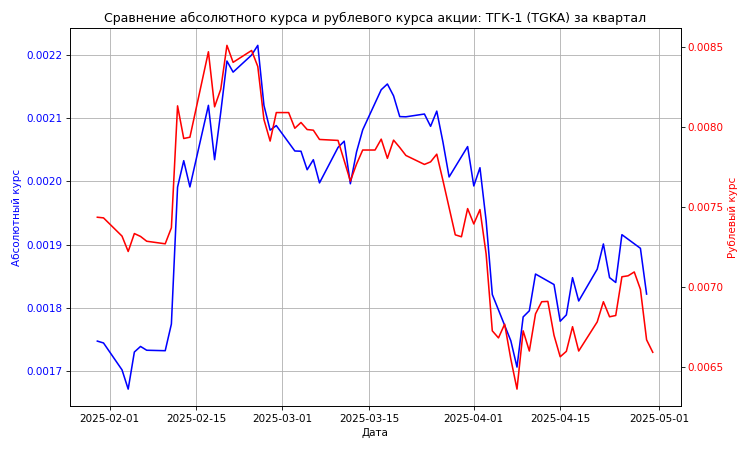 Сравнение абсолютного курса и рублевого курса акции: ТГК-1 (TGKA) за квартал
0.0022
0.0021
0.0020
0.0019
0.0018
0.0017
Абсолютный курс
0.0085
0.0080
0.0075
0.0070
0.0065
Рублевый курс
2025-02-01 2025-02-15 2025-03-01 2025-03-15 2025-04-01 2025-04-15 2025-05-01
Дата